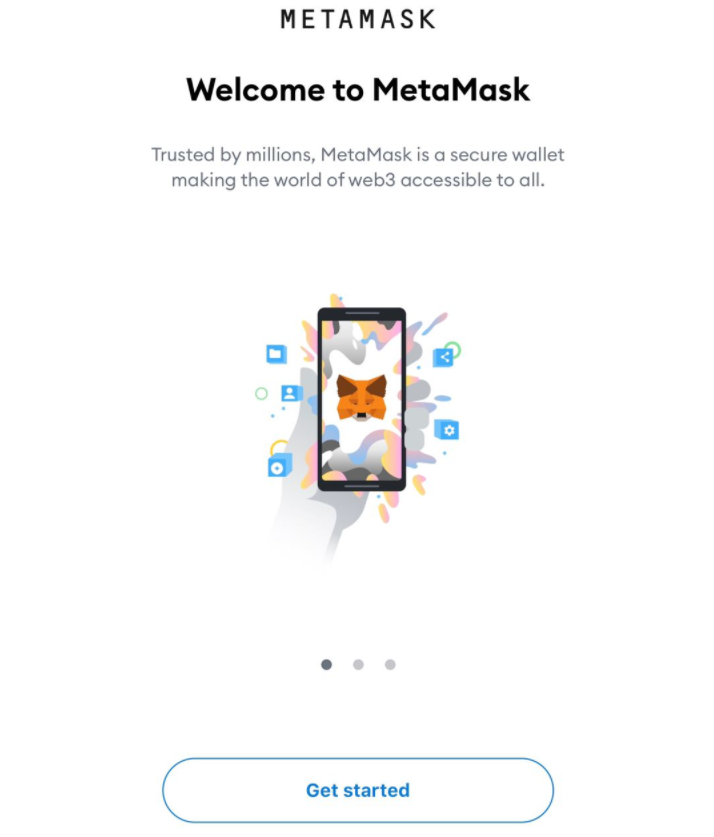 METAMASK
Welcome to MetaMask
Trusted by millions, MetaMask is a secure wallet
making the world of web3 accessible to all.
Get started